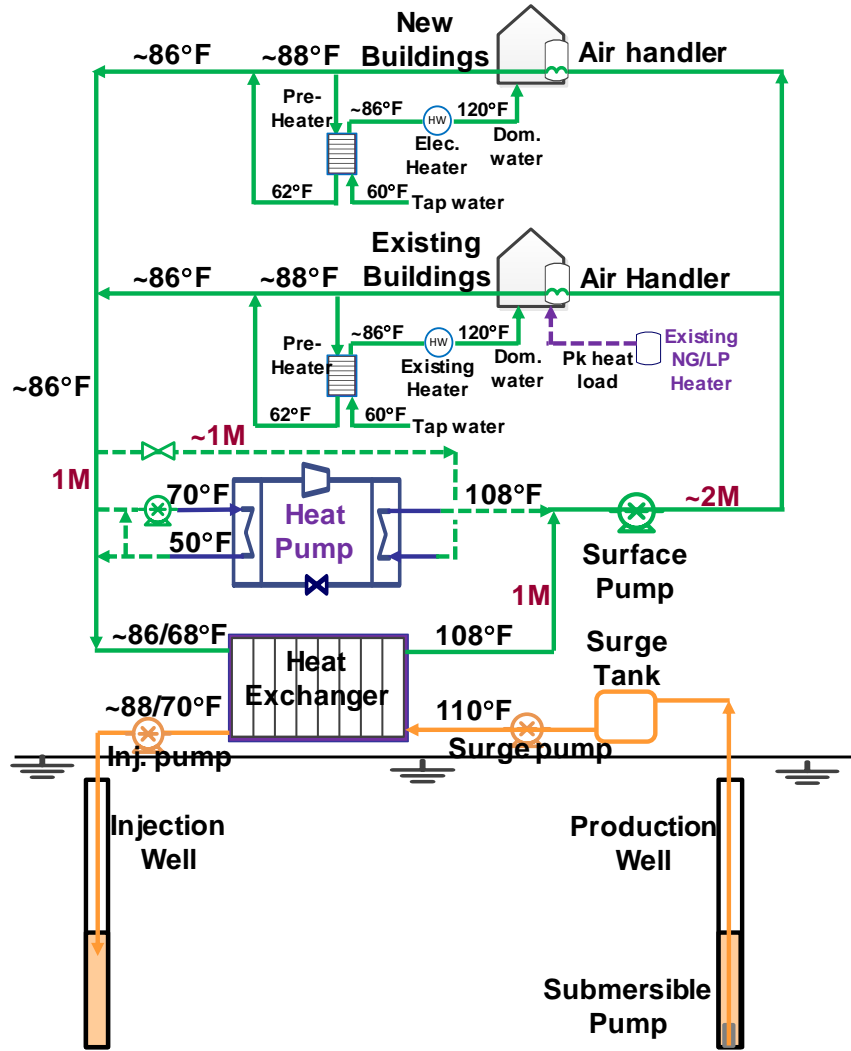 New
Buildings
Air handler
~86°F
~88°F
Pre-
Heater
~86°F
HW
120°F
Elec.
Heater
Dom.
water
62°F
60°F
Tap water
Existing
Buildings
Air Handler
~86°F
~88°F
Pre-
Heater
~86°F
HW
120°F
Existing
Heater
Dom.
water
Pk heat
load
Existing
NG/LP
Heater
62°F
60°F
Tap water
~86°F
~1M
1M
70°F
50°F
Heat
Pump
108°F
~2M
Surface
Pump
1M
~86/68°F
Heat
Exchanger
108°F
Surge
Tank
~88/70°F
Inj. pump
110°F
Surge pump
Injection
Well
Production
Well
Submersible
Pump